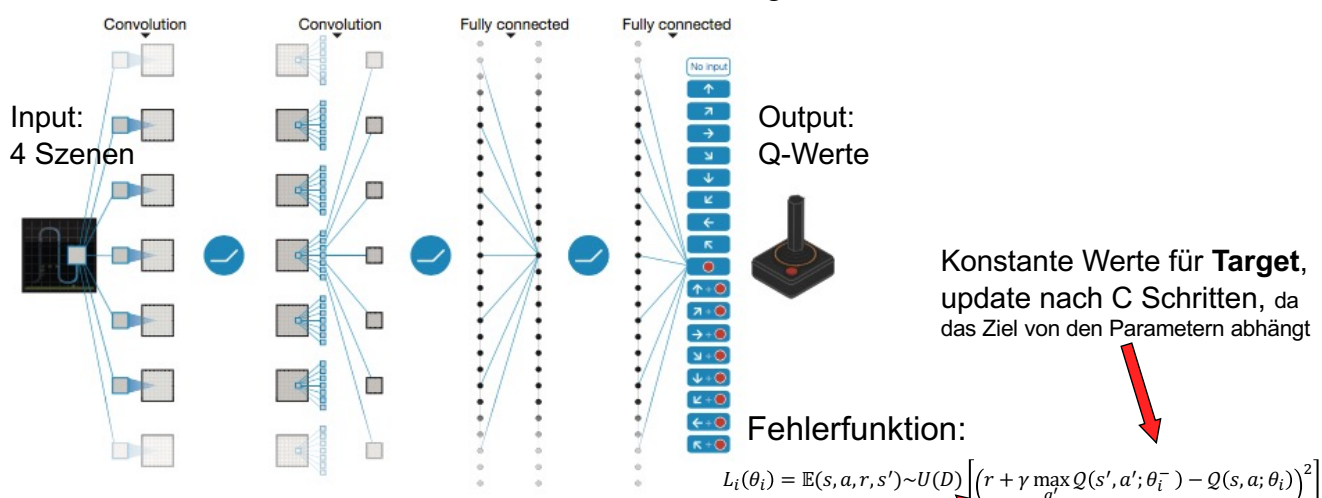 Convolution
Convolution
Fully connected
Fully connected
No input
Input:
4 Szenen
Output:
Q-Werte
Konstante Werte für Target,
update nach C Schritten, da
das Ziel von den Parametern abhängt
Fehlerfunktion:
L_i(θ_i) = 𝔼(s, a, r, s′)~U(D) [(r + γ max_{a′} Q(s′, a′; θ_i^−) − Q(s, a; θ_i))^2]